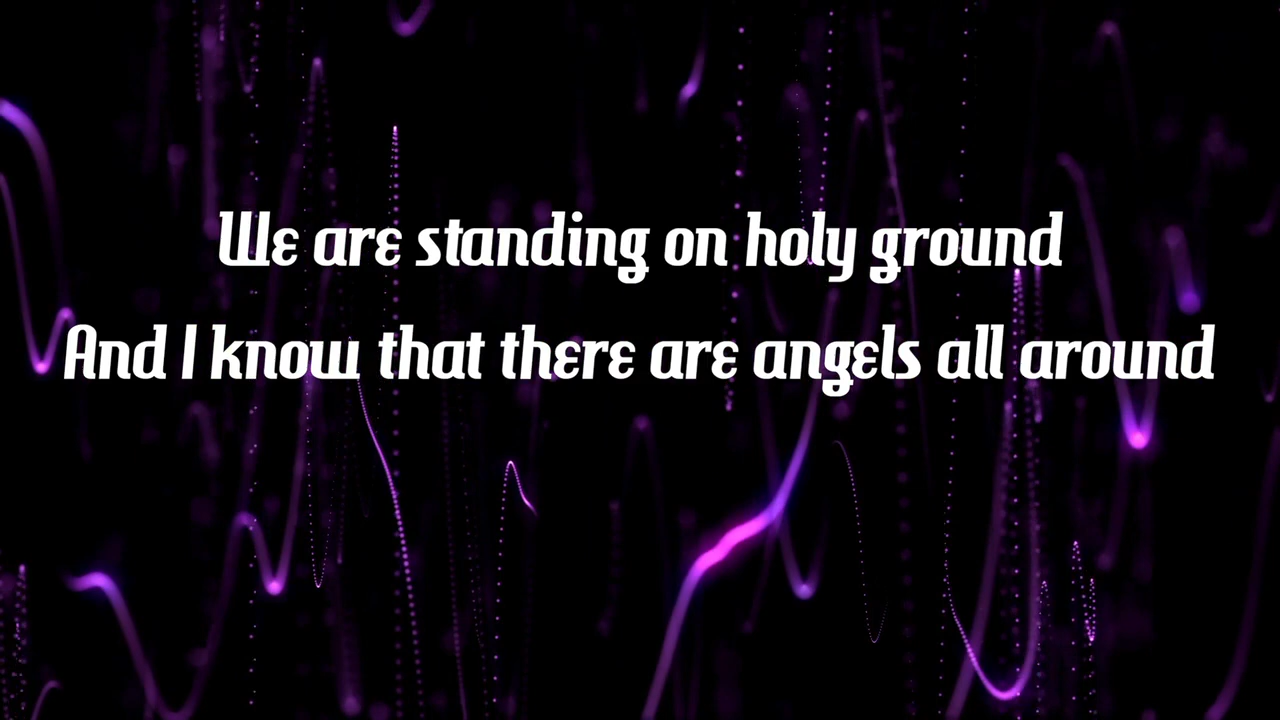 We are standing on holy ground
And I know that there are angels all around